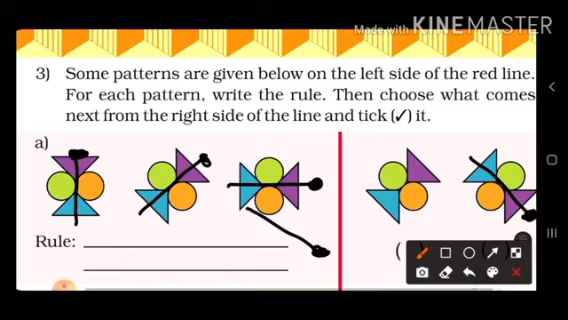 Made with KINEMASTER
3) Some patterns are given below on the left side of the red line.
For each pattern, write the rule. Then choose what comes
next from the right side of the line and tick (✓) it.
a)
Rule:
(